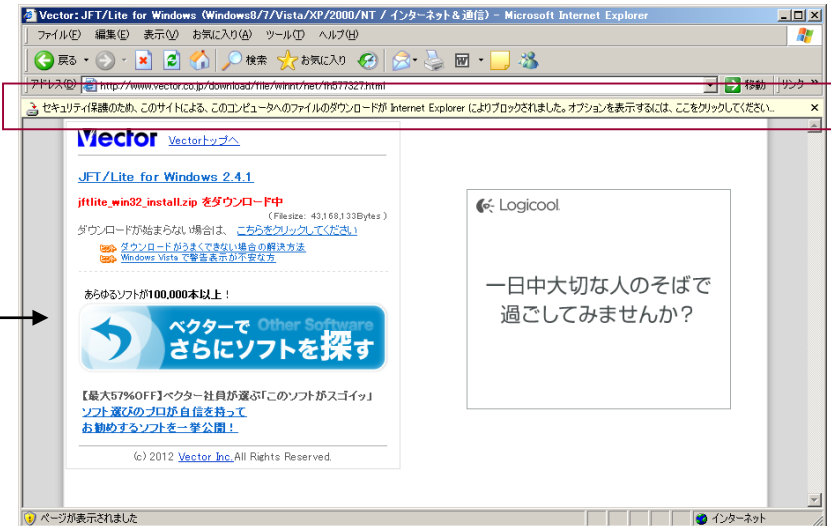 Vector: JFT/Lite for Windows (Windows8/7/Vista/XP/2000/NT / インターネット&通信) - Microsoft Internet Explorer
ファイル(F) 編集(E) 表示(V) お気に入り(A) ツール(T) ヘルプ(H)
戻る 検索 お気に入り
アドレス(D) http://www.vector.co.jp/download/file/winnt/net/fh577327.html 移動 リンク »
セキュリティ保護のため、このサイトによる、このコンピュータへのファイルのダウンロードが Internet Explorer によりブロックされました。オプションを表示するには、ここをクリックしてください...
Vector Vectorトップへ
JFT/Lite for Windows 2.4.1
jftlite_win32_install.zip をダウンロード中
(Filesize: 43,168,133Bytes)
ダウンロードが始まらない場合は、 こちらをクリックしてください
ダウンロードがうまくできない場合の解決方法
Windows Vista で警告表示が不安な方
あらゆるソフトが100,000本以上!
ベクターで Other Software
さらにソフトを探す
【最大57%OFF】ベクター社員が選ぶ「このソフトがスゴイッ」
ソフト選びのプロが自信を持って
お勧めするソフトを一挙公開!
(c) 2012 Vector Inc. All Rights Reserved.
Logicool
一日中大切な人のそばで
過ごしてみませんか?
ページが表示されました インターネット